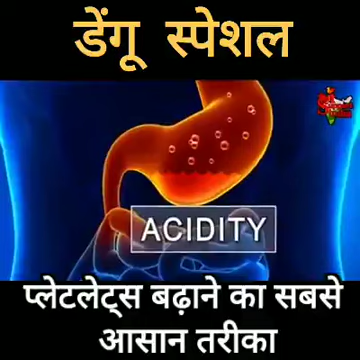 डेंगू स्पेशल
ACIDITY
प्लेटलेट्स बढ़ाने का सबसे
आसान तरीका